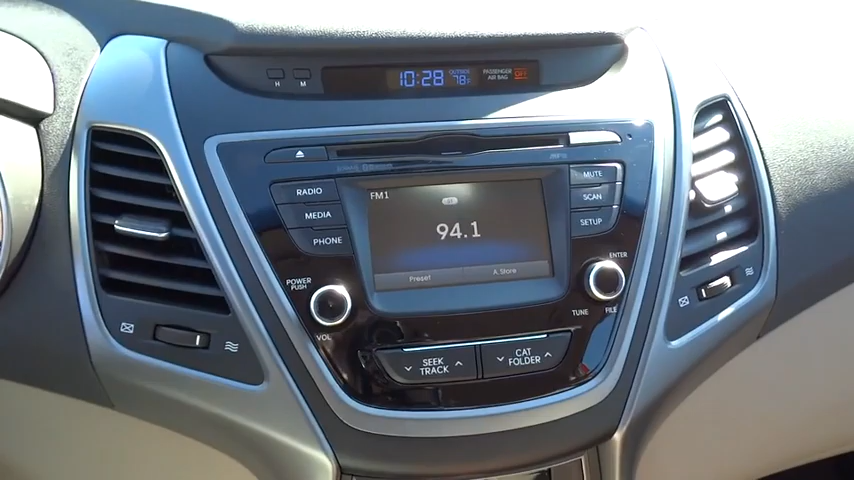 10:28
OUTSIDE
78°F
PASSENGER
AIR BAG
OFF
H
M
RADIO
MEDIA
PHONE
FM1
94.1
Preset
A.Store
MUTE
SCAN
SETUP
POWER
PUSH
VOL
ENTER
TUNE
FILE
SEEK
TRACK
CAT
FOLDER